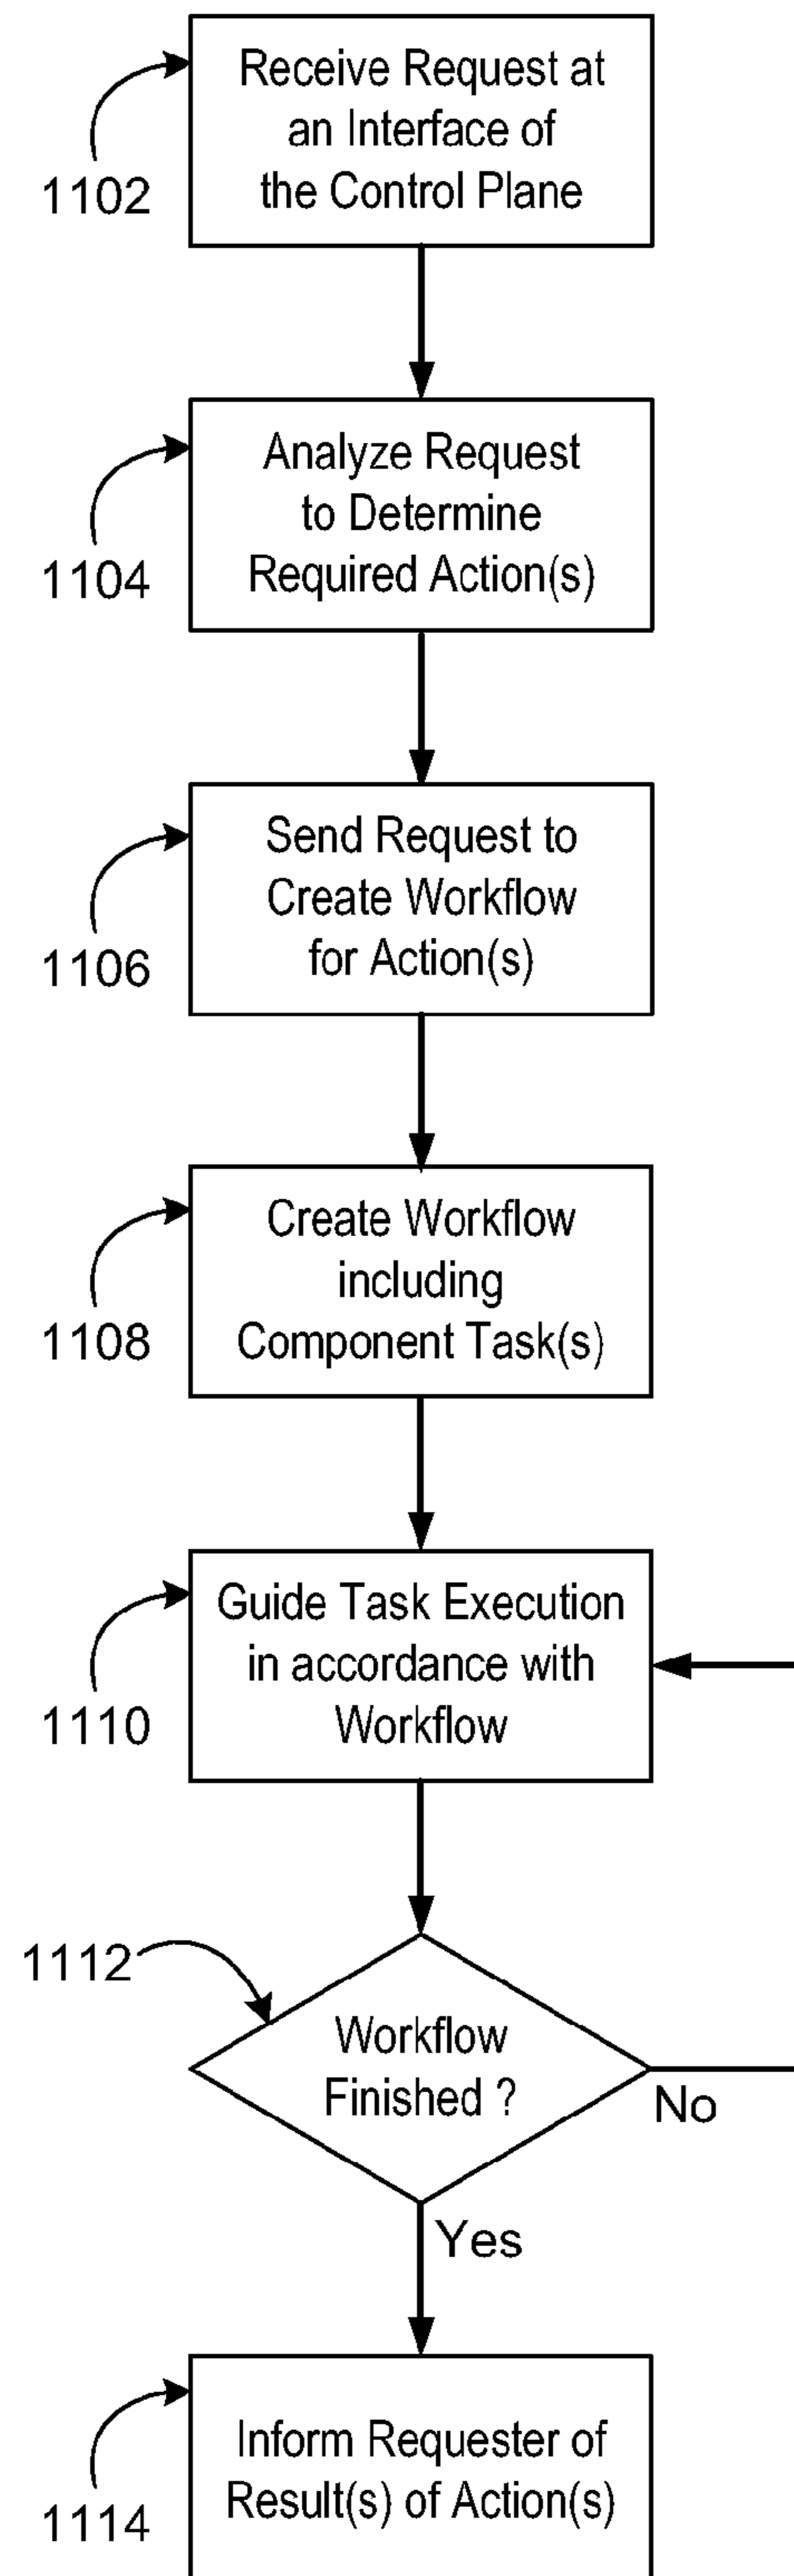 Receive Request at
an Interface of
the Control Plane
1102
Analyze Request
to Determine
Required Action(s)
1104
Send Request to
Create Workflow
for Action(s)
1106
Create Workflow
including
Component Task(s)
1108
Guide Task Execution
in accordance with
Workflow
1110
1112
Workflow
Finished ?
No
Yes
Inform Requester of
Result(s) of Action(s)
1114